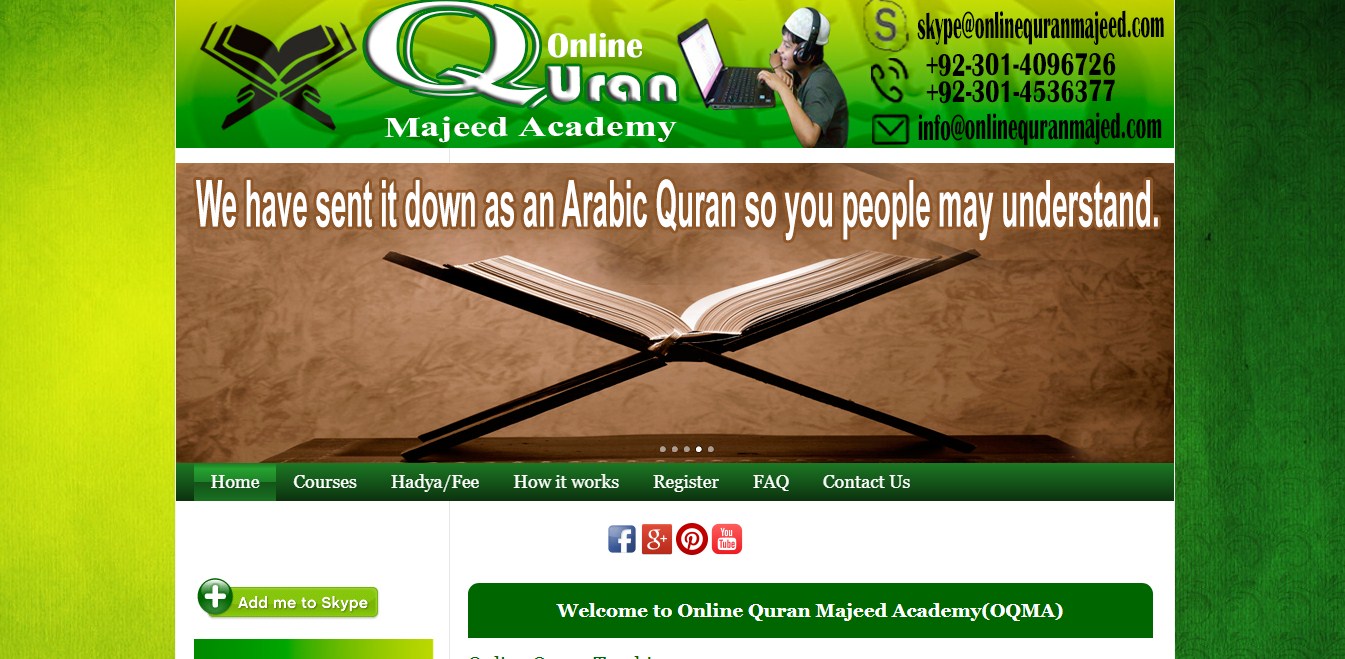 Online
Quran
Majeed Academy
skype@onlinequranmajeed.com
+92-301-4096726
+92-301-4536377
info@onlinequranmajed.com
We have sent it down as an Arabic Quran so you people may understand.
Home Courses Hadya/Fee How it works Register FAQ Contact Us
You
Tube
Add me to Skype
Welcome to Online Quran Majeed Academy(OQMA)